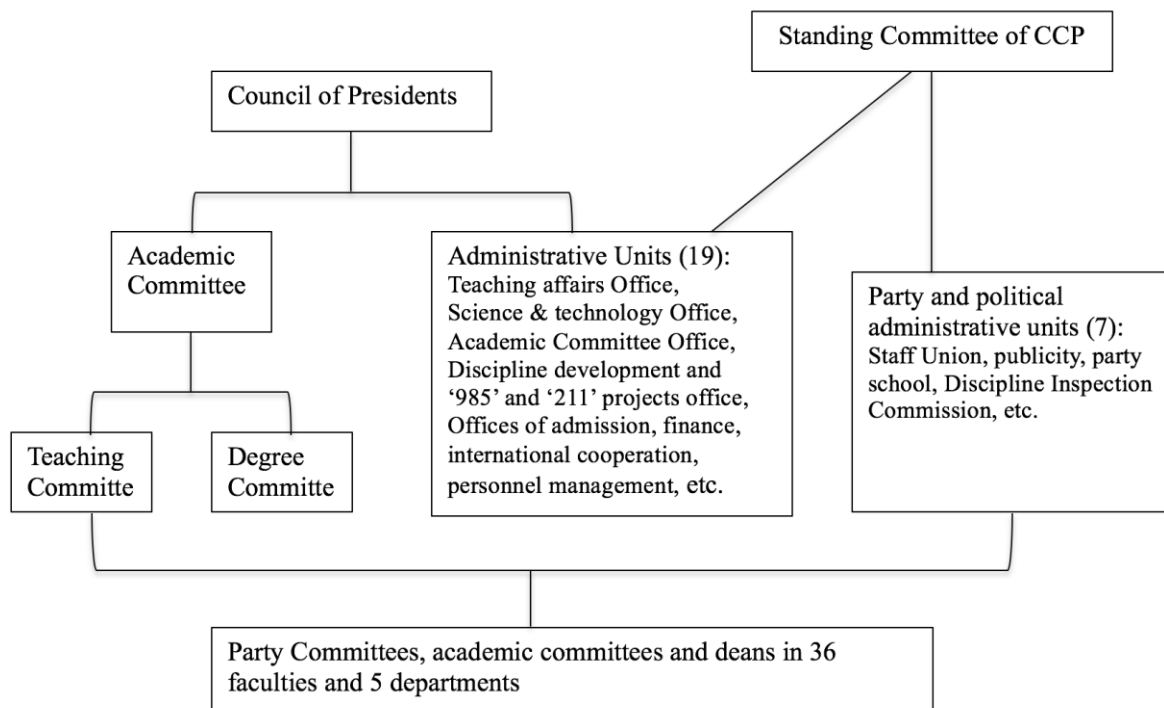 Standing Committee of CCP
Council of Presidents
Academic
Committee
Administrative Units (19):
Teaching affairs Office,
Science & technology Office,
Academic Committee Office,
Discipline development and
‘985’ and ‘211’ projects office,
Offices of admission, finance,
international cooperation,
personnel management, etc.
Party and political
administrative units (7):
Staff Union, publicity, party
school, Discipline Inspection
Commission, etc.
Teaching
Committe
Degree
Committe
Party Committees, academic committees and deans in 36
faculties and 5 departments